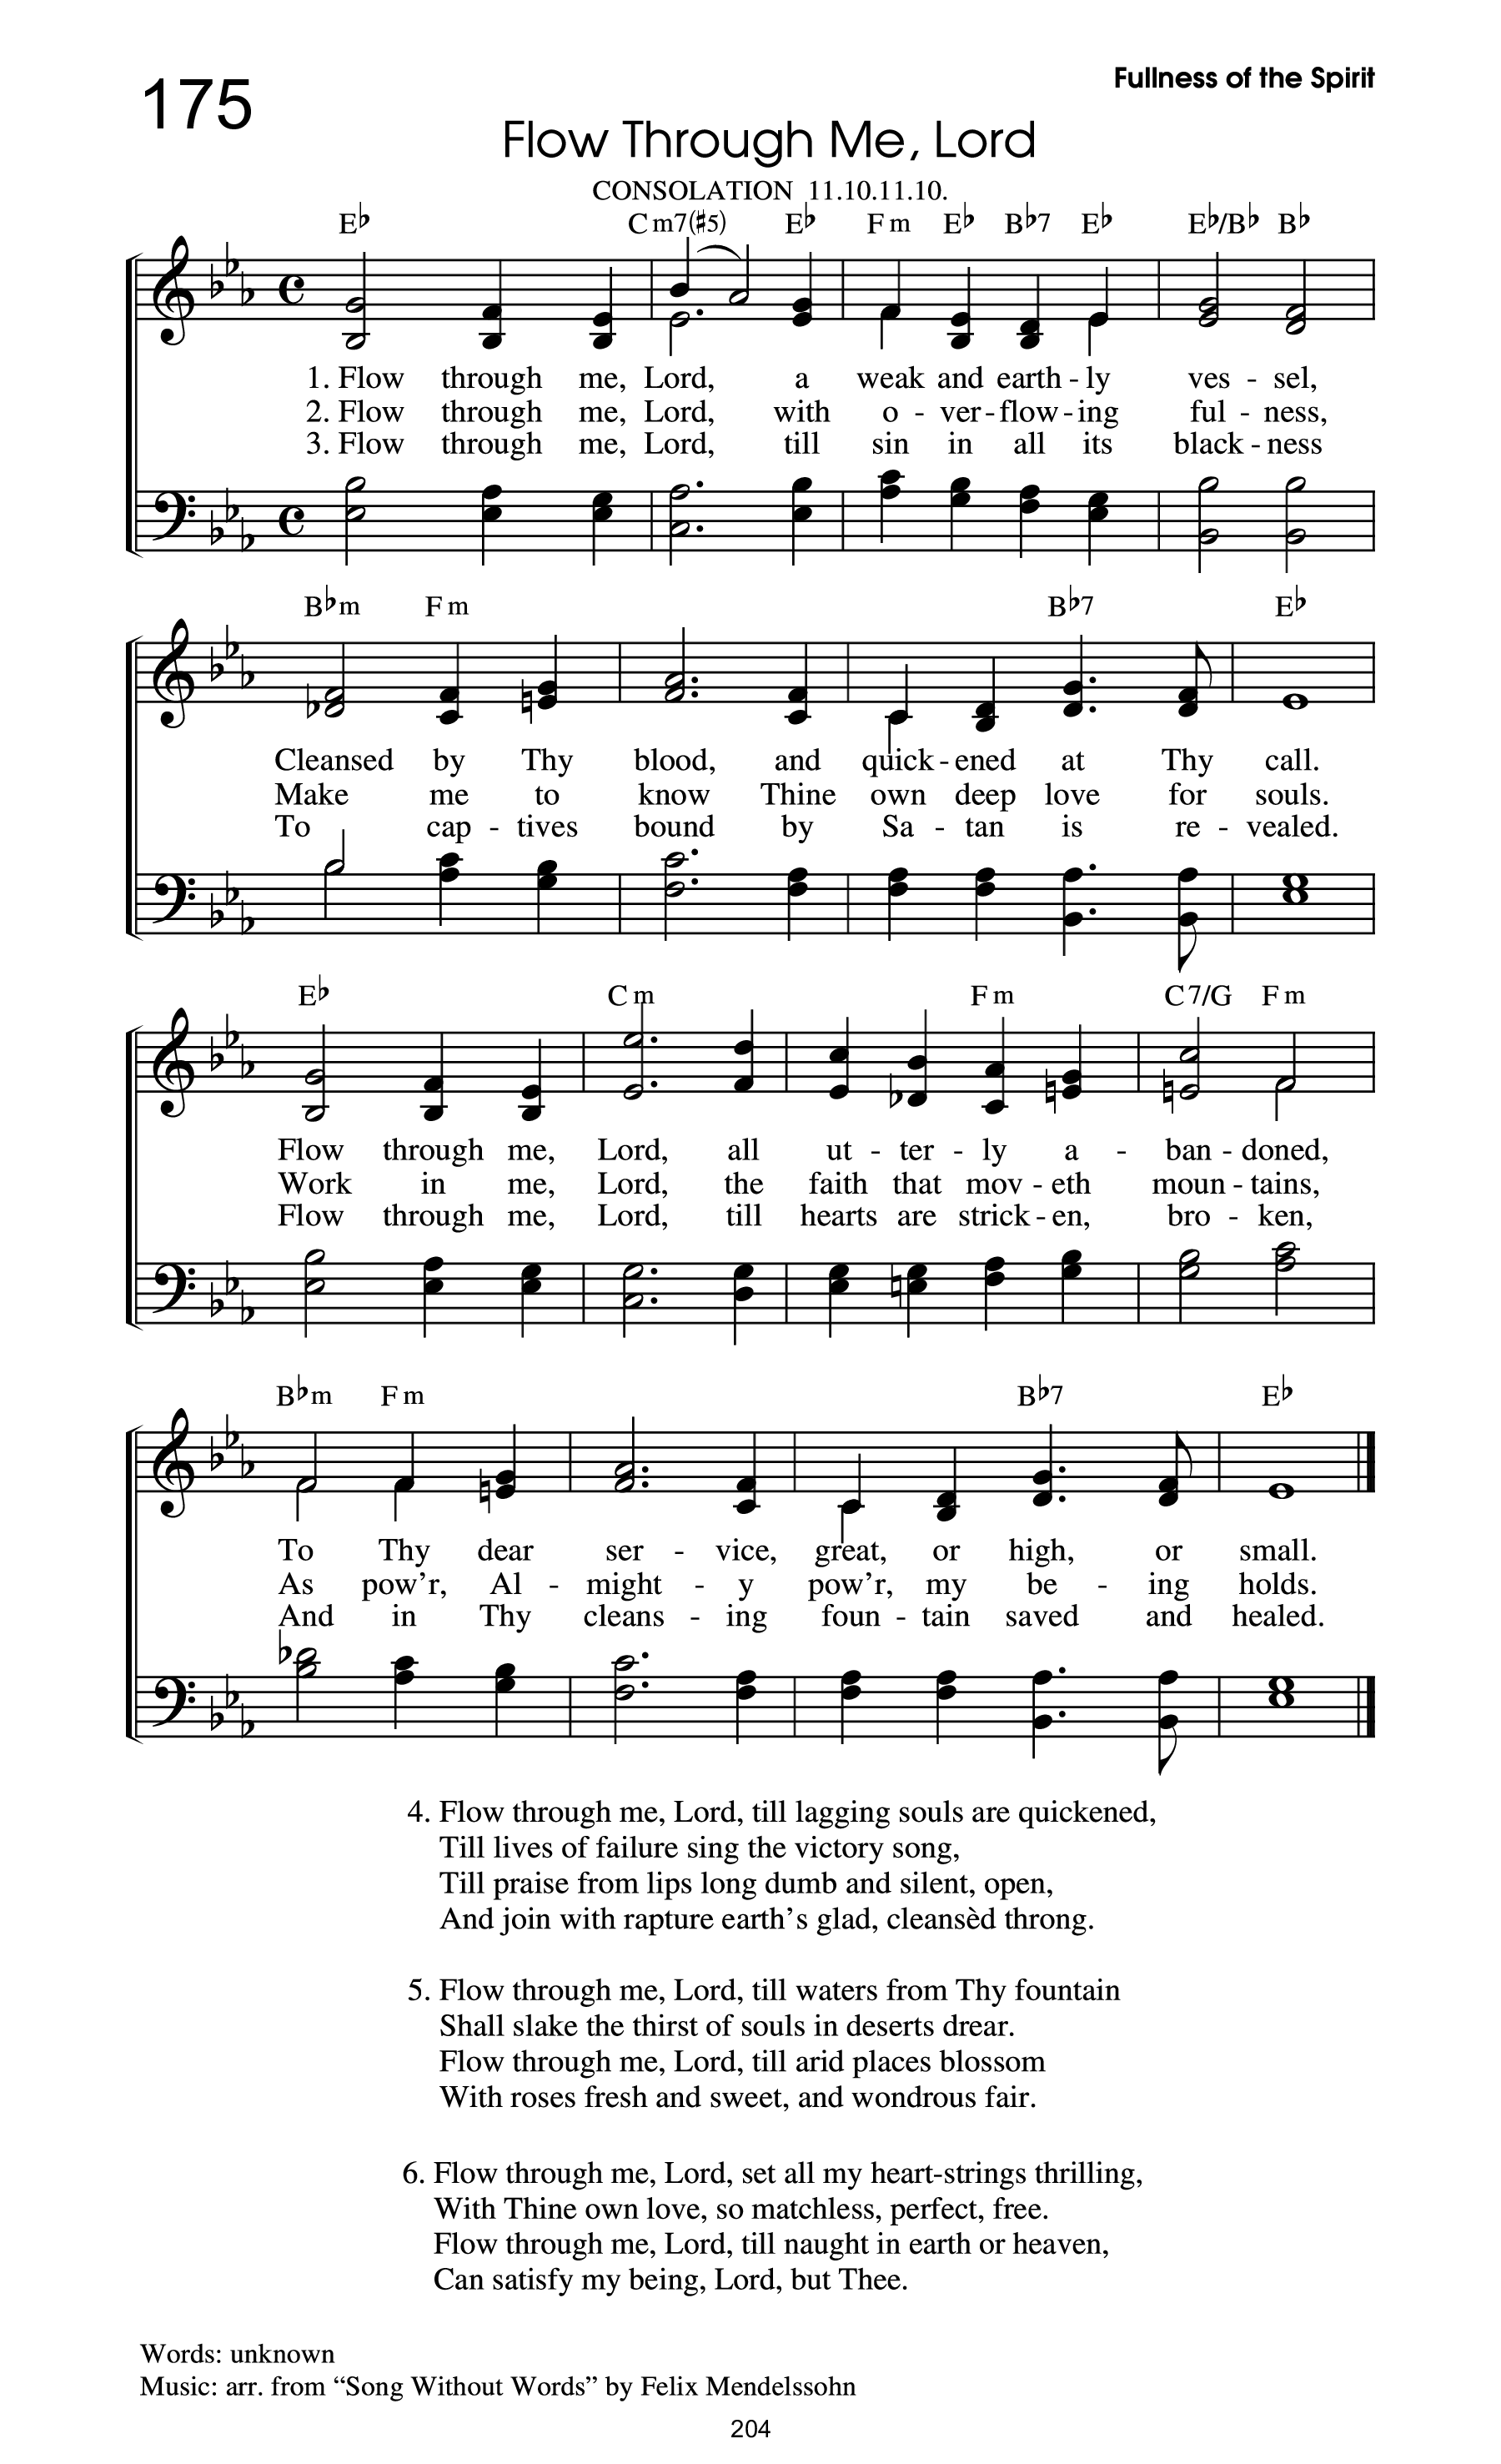 175
Fullness of the Spirit
Flow Through Me, Lord
CONSOLATION 11.10.11.10.
E♭ Cm7(♯5) E♭ Fm E♭ B♭7 E♭ E♭/B♭ B♭
1. Flow through me, Lord, a weak and earth - ly ves - sel,
2. Flow through me, Lord, with o - ver - flow - ing ful - ness,
3. Flow through me, Lord, till sin in all its black - ness
B♭m Fm B♭7 E♭
Cleansed by Thy blood, and quick - ened at Thy call.
Make me to know Thine own deep love for souls.
To cap - tives bound by Sa - tan is re - vealed.
E♭ Cm Fm C7/G Fm
Flow through me, Lord, all ut - ter - ly a - ban - doned,
Work in me, Lord, the faith that mov - eth moun - tains,
Flow through me, Lord, till hearts are strick - en, bro - ken,
B♭m Fm B♭7 E♭
To Thy dear ser - vice, great, or high, or small.
As pow’r, Al - might - y pow’r, my be - ing holds.
And in Thy cleans - ing foun - tain saved and healed.
4. Flow through me, Lord, till lagging souls are quickened,
Till lives of failure sing the victory song,
Till praise from lips long dumb and silent, open,
And join with rapture earth’s glad, cleansèd throng.
5. Flow through me, Lord, till waters from Thy fountain
Shall slake the thirst of souls in deserts drear.
Flow through me, Lord, till arid places blossom
With roses fresh and sweet, and wondrous fair.
6. Flow through me, Lord, set all my heart-strings thrilling,
With Thine own love, so matchless, perfect, free.
Flow through me, Lord, till naught in earth or heaven,
Can satisfy my being, Lord, but Thee.
Words: unknown
Music: arr. from “Song Without Words” by Felix Mendelssohn
204